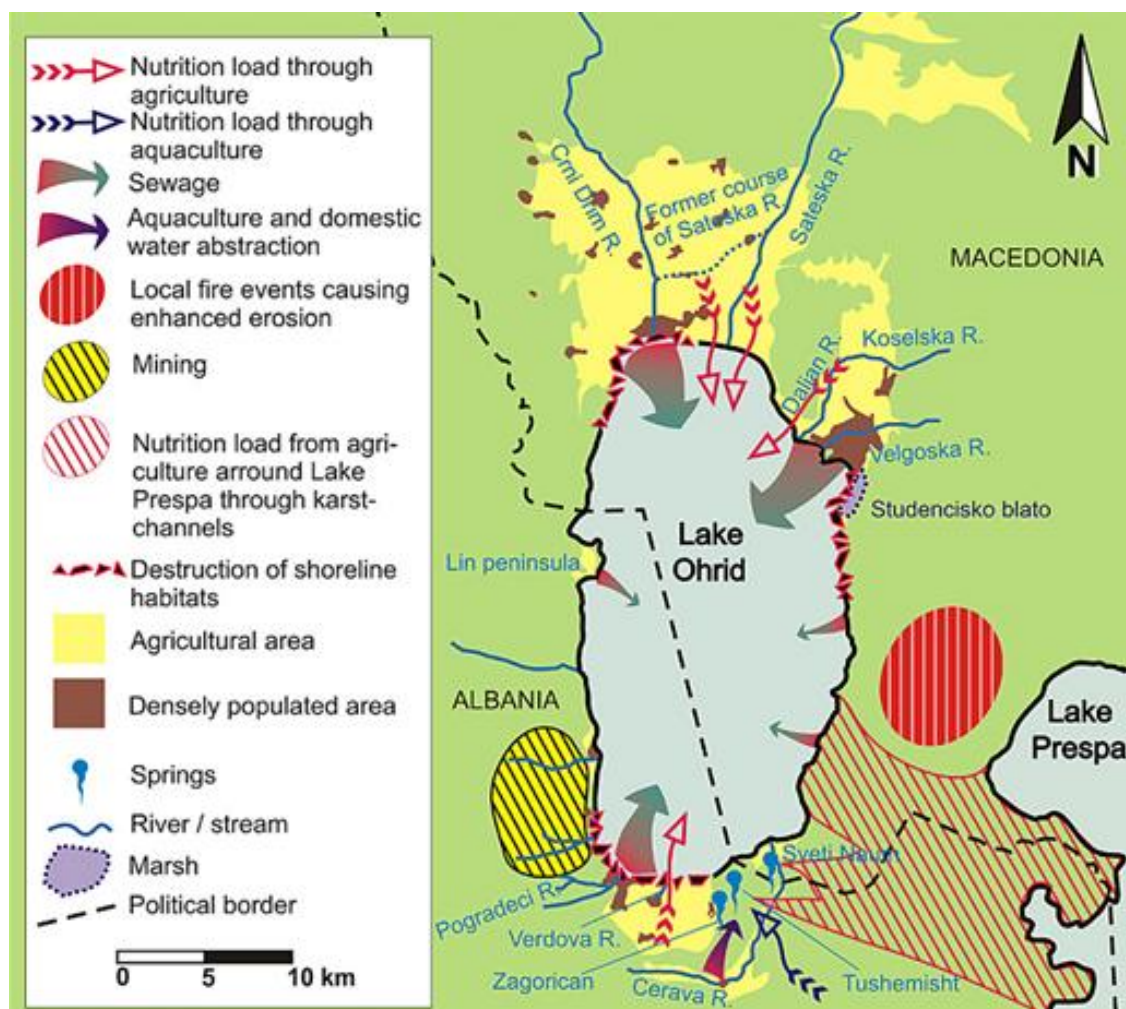 Nutrition load through
agriculture
Nutrition load through
aquaculture
Sewage
Aquaculture and domestic
water abstraction
Local fire events causing
enhanced erosion
Mining
Nutrition load from agri-
culture arround Lake
Prespa through karst-
channels
Destruction of shoreline
habitats
Agricultural area
Densely populated area
Springs
River / stream
Marsh
Political border
0 5 10 km
N
Crni Drim R.
Former course
of Sateska R.
Sateska R.
MACEDONIA
Koselska R.
Dalian R.
Velgoska R.
Studencisko blato
Lake
Ohrid
Lin peninsula
ALBANIA
Lake
Prespa
Sveti Naum
Pogradeci R.
Verdova R.
Zagorican
Cerava R.
Tushemisht